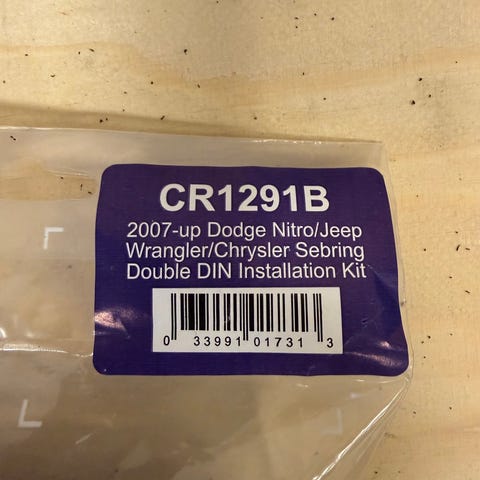 CR1291B
2007-up Dodge Nitro/Jeep
Wrangler/Chrysler Sebring
Double DIN Installation Kit
0 33991 01731 3